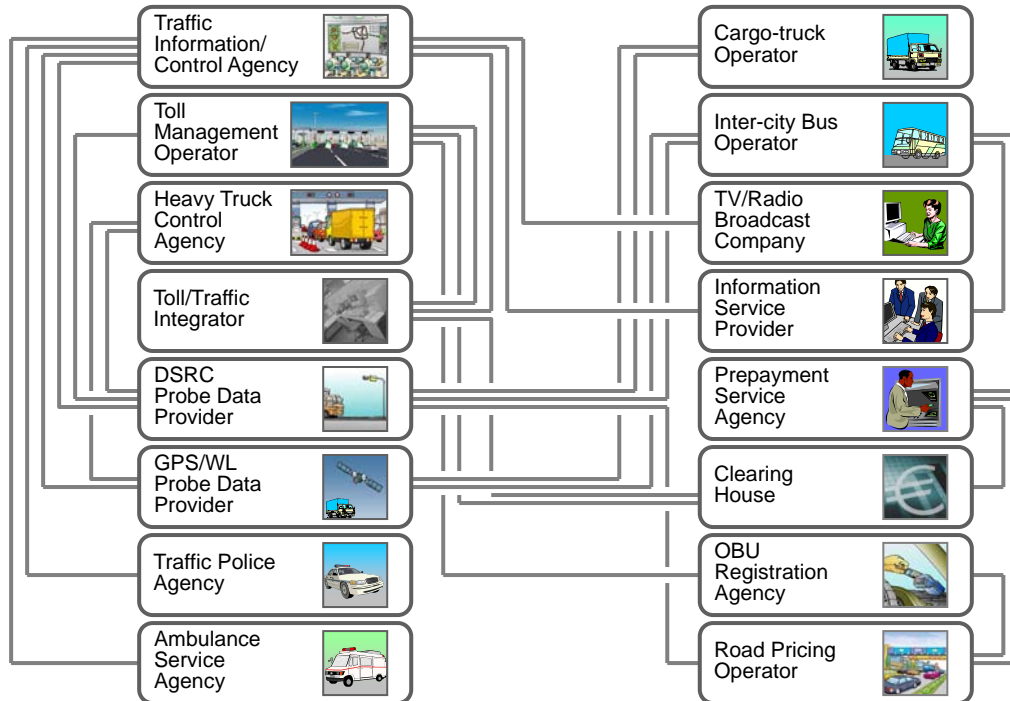 Traffic
Information/
Control Agency
Toll
Management
Operator
Heavy Truck
Control
Agency
Toll/Traffic
Integrator
DSRC
Probe Data
Provider
GPS/WL
Probe Data
Provider
Traffic Police
Agency
Ambulance
Service
Agency
Cargo-truck
Operator
Inter-city Bus
Operator
TV/Radio
Broadcast
Company
Information
Service
Provider
Prepayment
Service
Agency
Clearing
House
OBU
Registration
Agency
Road Pricing
Operator